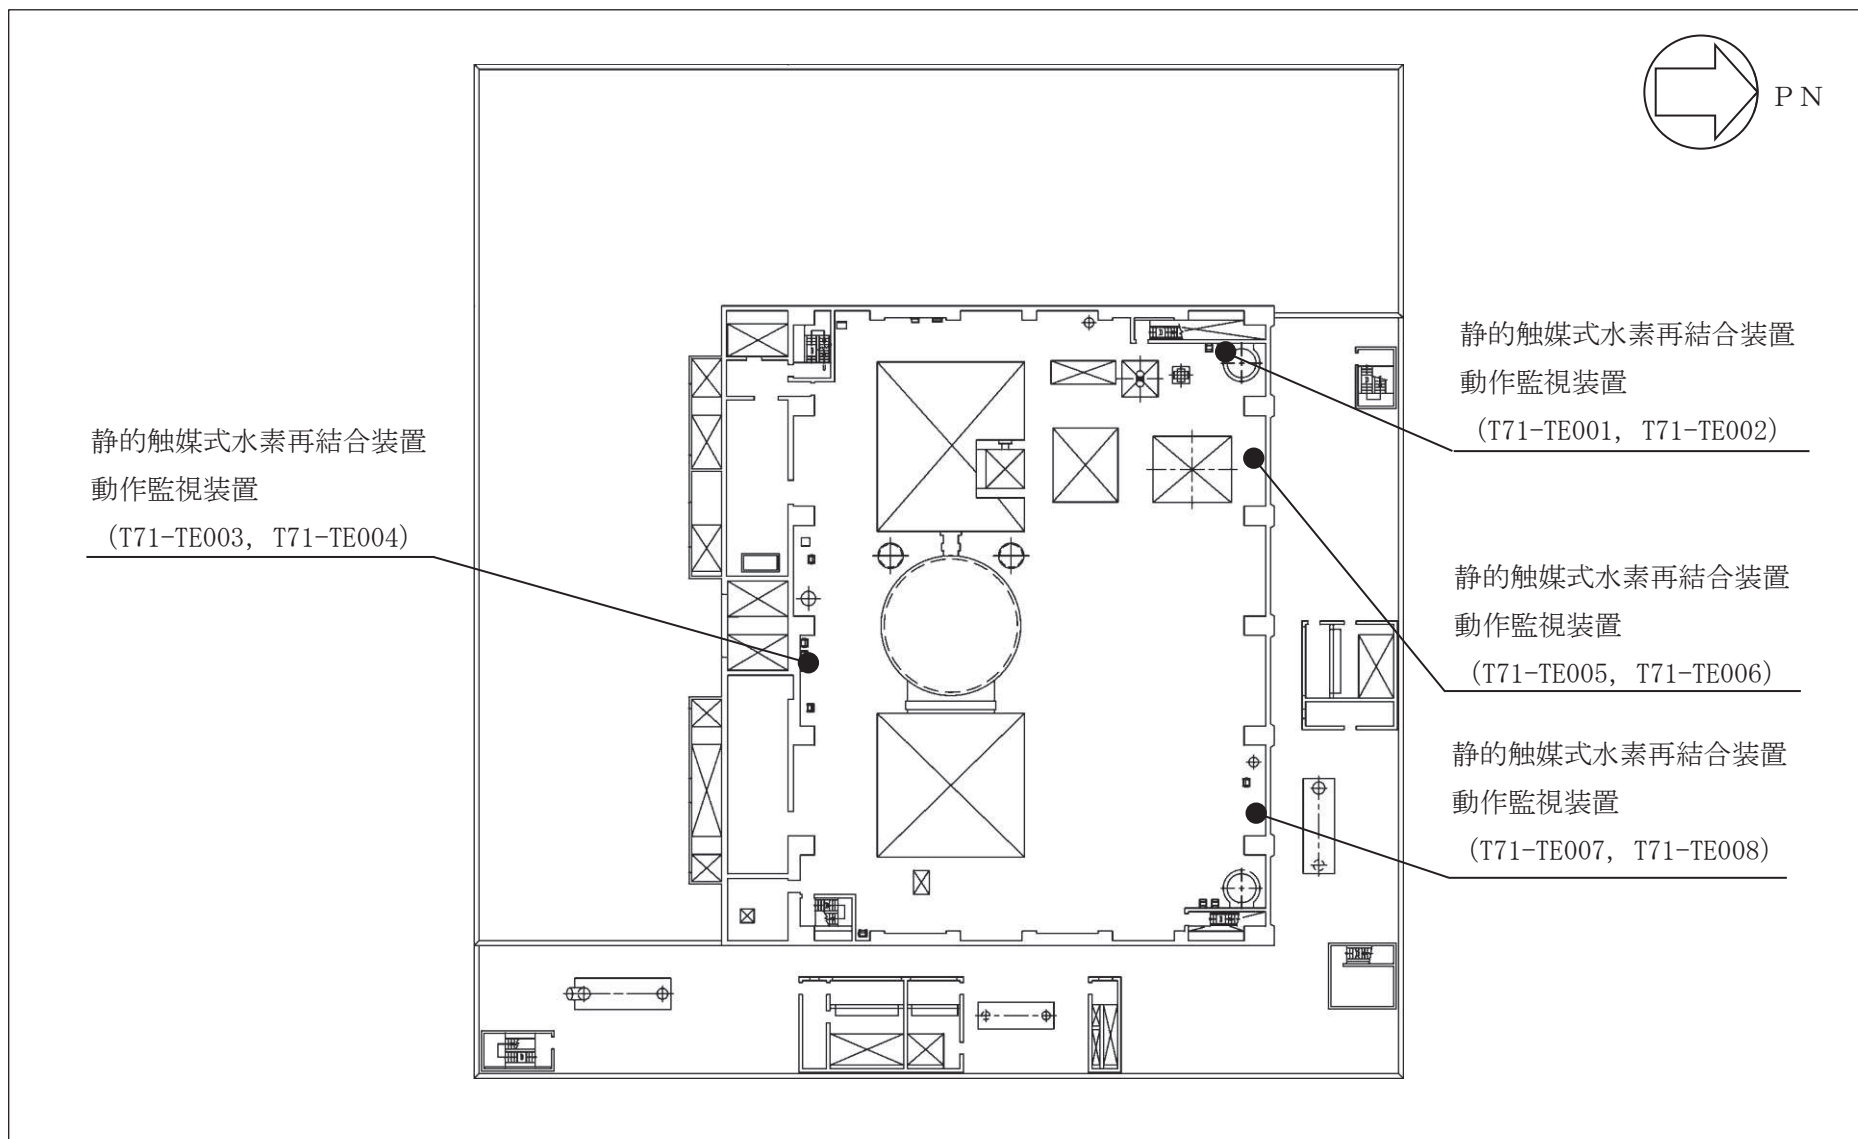 PN
静的触媒式水素再結合装置
動作監視装置
(T71-TE001, T71-TE002)
静的触媒式水素再結合装置
動作監視装置
(T71-TE003, T71-TE004)
静的触媒式水素再結合装置
動作監視装置
(T71-TE005, T71-TE006)
静的触媒式水素再結合装置
動作監視装置
(T71-TE007, T71-TE008)